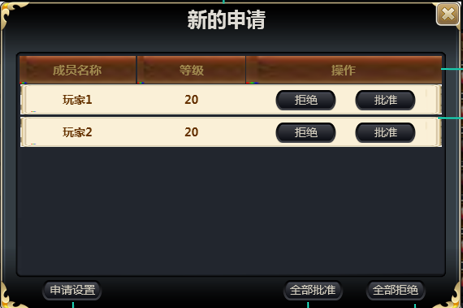 新的申请
成员名称 等级 操作
玩家1 20 拒绝 批准
玩家2 20 拒绝 批准
申请设置 全部批准 全部拒绝